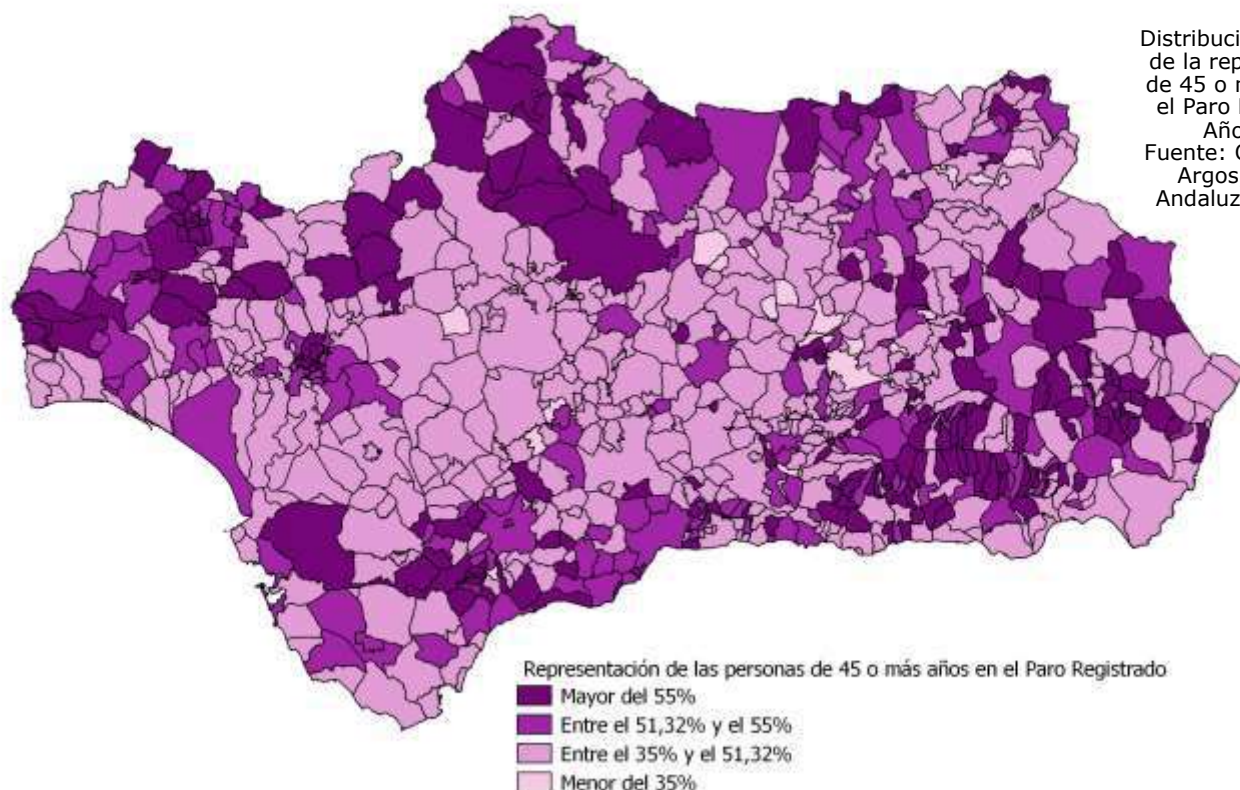 Distribuci
de la rep
de 45 o
el Paro
Año
Fuente:
Argos
Andaluz
Representación de las personas de 45 o más años en el Paro Registrado
Mayor del 55%
Entre el 51,32% y el 55%
Entre el 35% y el 51,32%
Menor del 35%